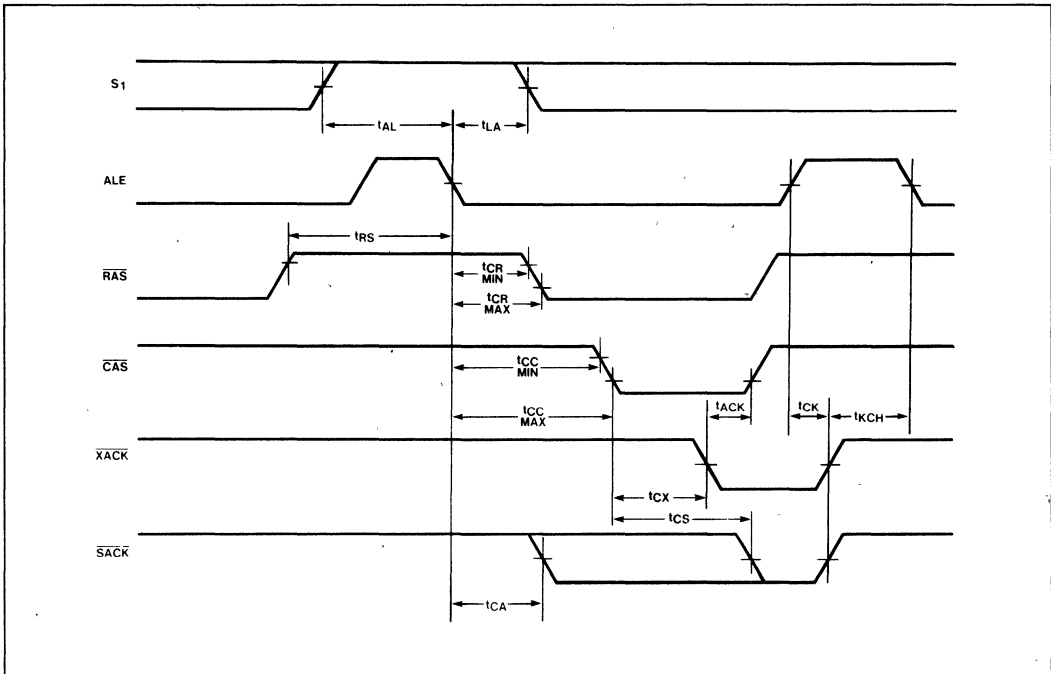 S1
tAL
tLA
ALE
tRS
RAS
tCR
MIN
tCR
MAX
CAS
tCC
MIN
tCC
MAX
tACK
tCK
tKCH
XACK
tCX
tCS
SACK
tCA